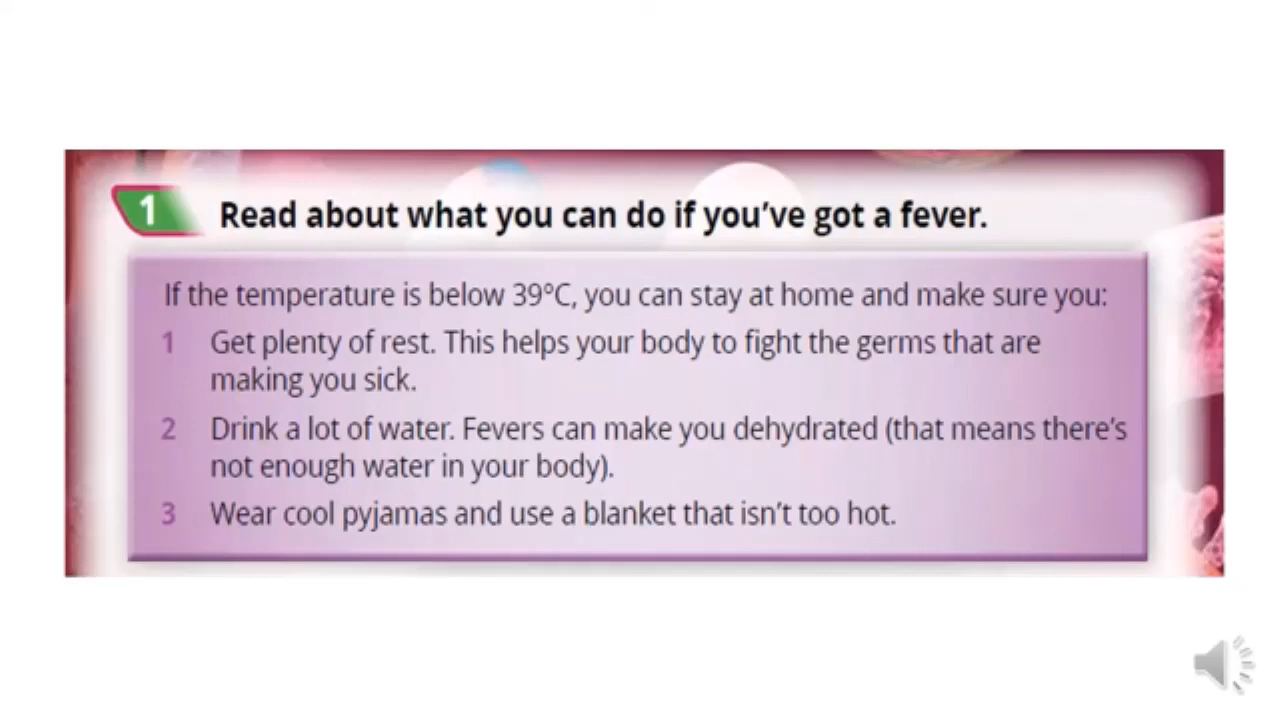 1 Read about what you can do if you've got a fever.
If the temperature is below 39°C, you can stay at home and make sure you:
1 Get plenty of rest. This helps your body to fight the germs that are
making you sick.
2 Drink a lot of water. Fevers can make you dehydrated (that means there's
not enough water in your body).
3 Wear cool pyjamas and use a blanket that isn't too hot.